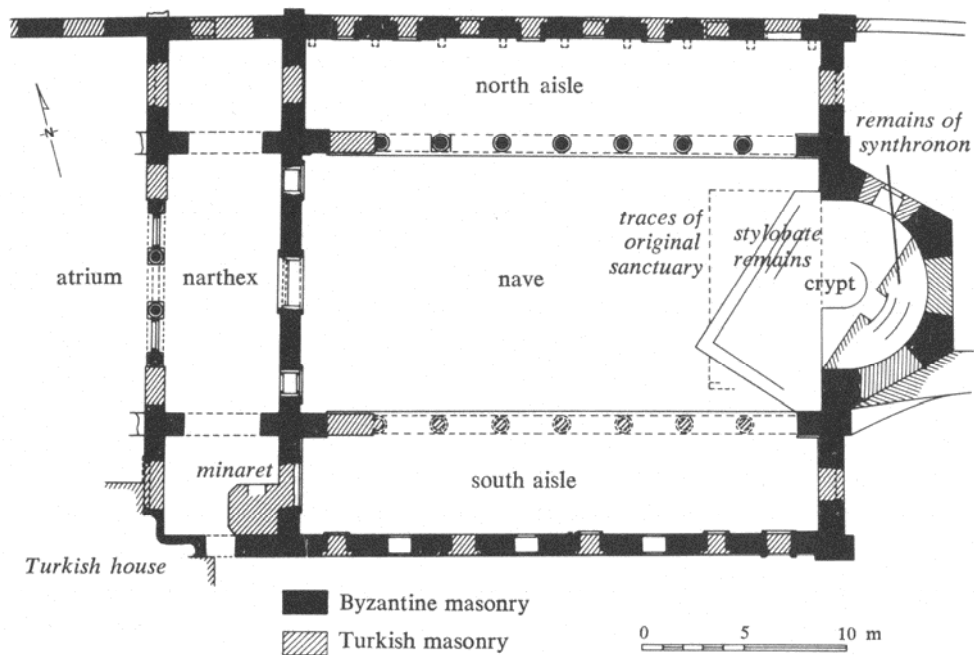 north aisle
remains of
synthronon
N
traces of
original
sanctuary
stylobate
remains
atrium
narthex
nave
crypt
minaret
south aisle
Turkish house
Byzantine masonry
Turkish masonry
0 5 10 m